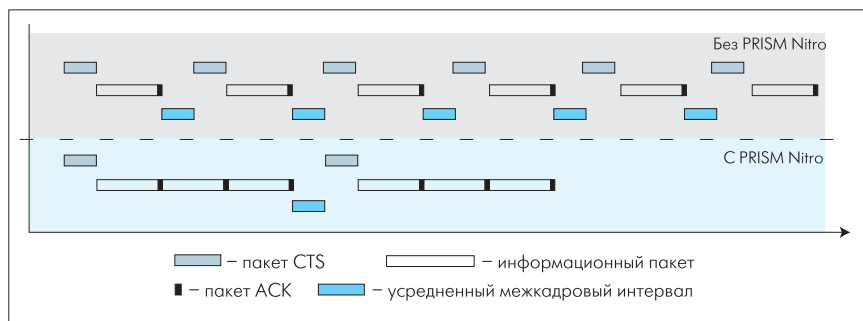 Без PRISM Nitro
С PRISM Nitro
– пакет CTS – информационный пакет
– пакет ACK – усредненный межкадровый интервал